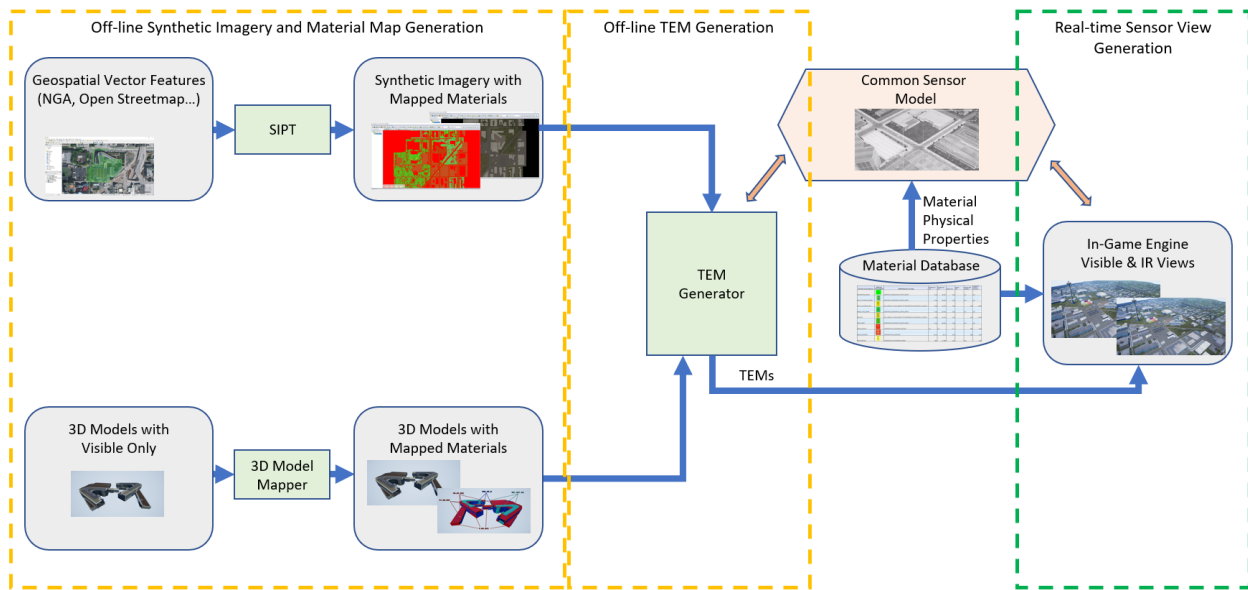 Off-line Synthetic Imagery and Material Map Generation
Off-line TEM Generation
Real-time Sensor View
Generation
Geospatial Vector Features
(NGA, Open Streetmap...)
SIPT
Synthetic Imagery with
Mapped Materials
Common Sensor
Model
Material
Physical
Properties
TEM
Generator
Material Database
In-Game Engine
Visible & IR Views
TEMs
3D Models with
Visible Only
3D Model
Mapper
3D Models with
Mapped Materials